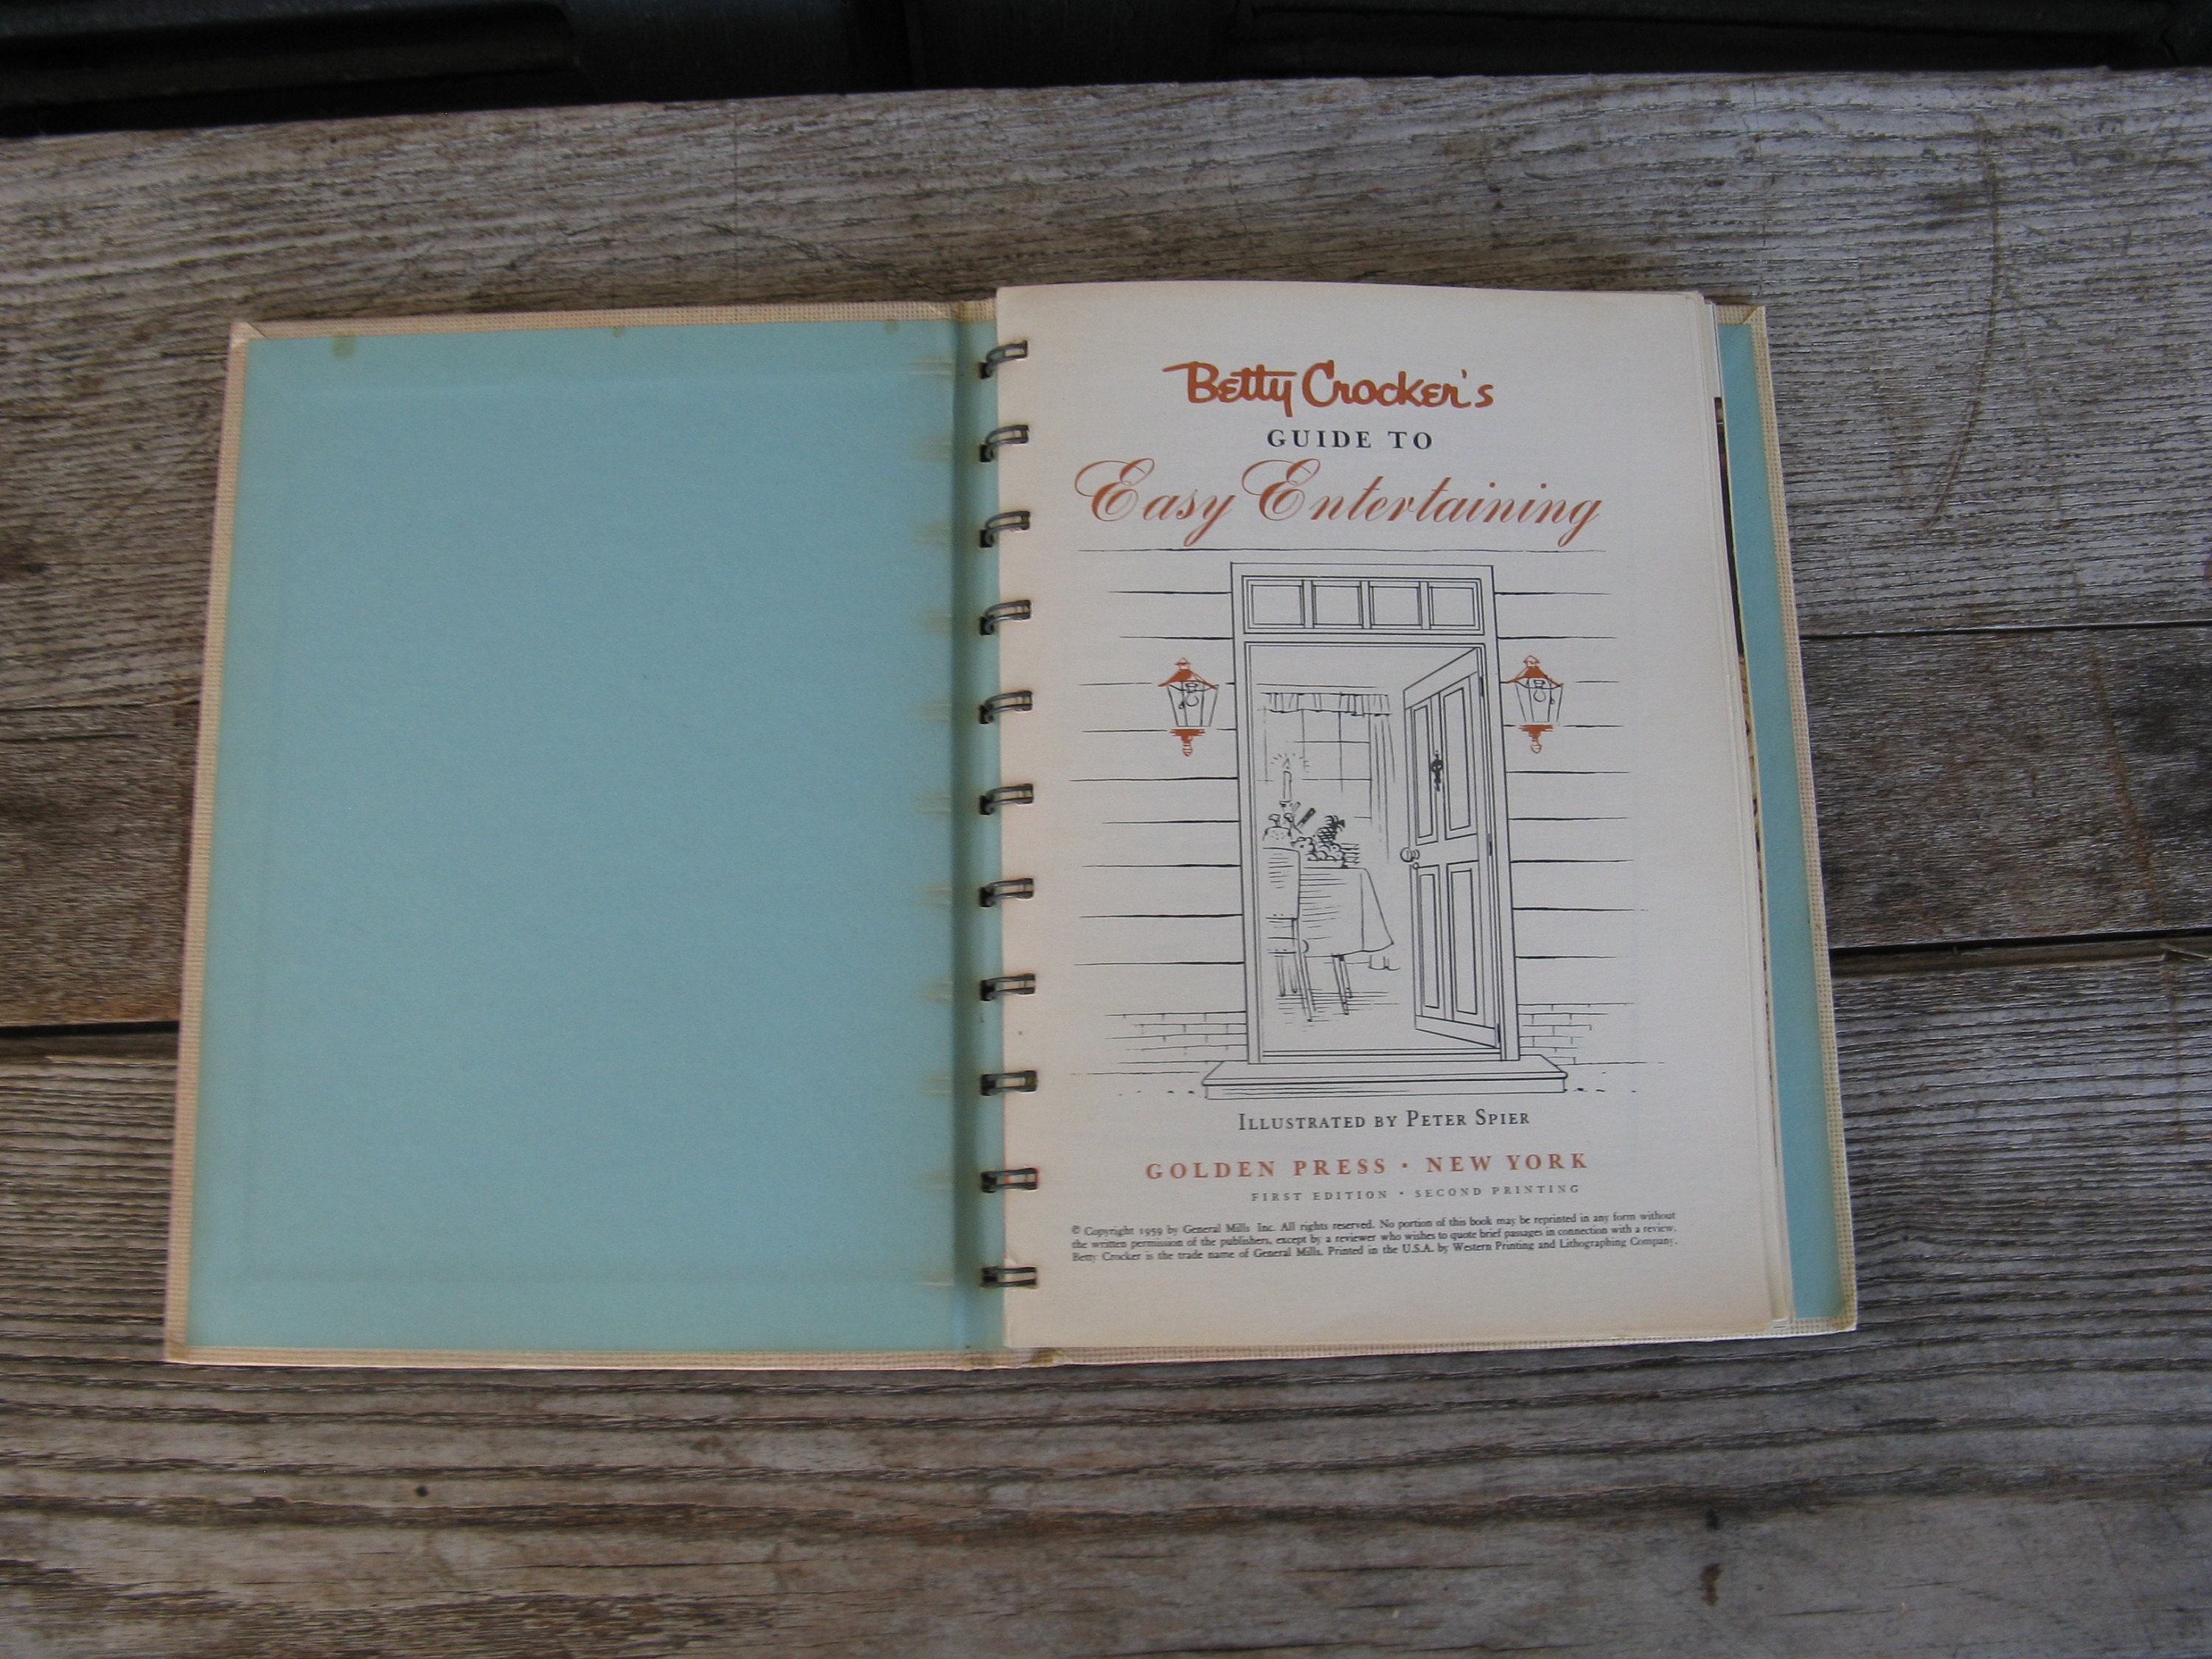 Betty Crocker's
GUIDE TO
Easy Entertaining
ILLUSTRATED BY PETER SPIER
GOLDEN PRESS · NEW YORK
FIRST EDITION · SECOND PRINTING
© Copyright 1959 by General Mills Inc. All rights reserved. No portion of this book may be reprinted in any form without
the written permission of the publishers, except by a reviewer who wishes to quote brief passages in connection with a review.
Betty Crocker is the trade name of General Mills. Printed in the U.S.A. by Western Printing and Lithographing Company.